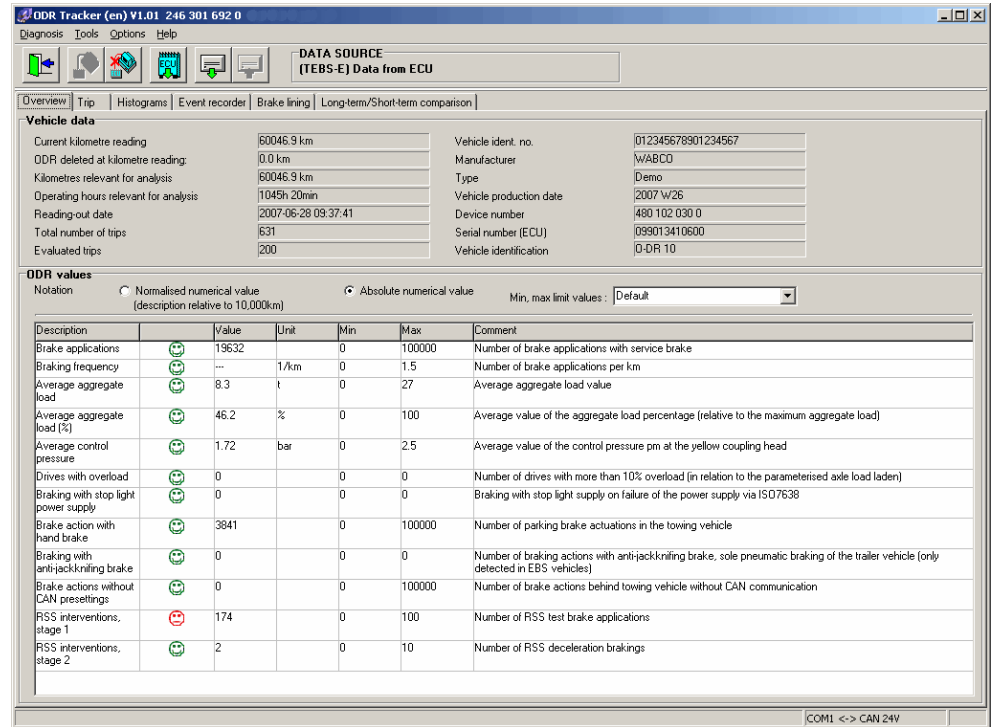 ODR Tracker (en) V1.01 246 301 692 0
Diagnosis Tools Options Help
ECU
DATA SOURCE
(TEBS-E) Data from ECU
Overview Trip Histograms Event recorder Brake lining Long-term/Short-term comparison
Vehicle data
Current kilometre reading 60046.9 km Vehicle ident. no. 012345678901234567
ODR deleted at kilometre reading: 0.0 km Manufacturer WABCO
Kilometres relevant for analysis 60046.9 km Type Demo
Operating hours relevant for analysis 1045h 20min Vehicle production date 2007 W26
Reading-out date 2007-06-28 09:37:41 Device number 480 102 030 0
Total number of trips 631 Serial number (ECU) 099013410600
Evaluated trips 200 Vehicle identification O-DR 10
ODR values
Notation Normalised numerical value Absolute numerical value Min, max limit values : Default
(description relative to 10,000km)
Description Value Unit Min Max Comment
Brake applications 19632 0 100000 Number of brake applications with service brake
Braking frequency --- 1/km 0 1.5 Number of brake applications per km
Average aggregate 8.3 t 0 27 Average aggregate load value
load
Average aggregate 46.2 % 0 100 Average value of the aggregate load percentage (relative to the maximum aggregate load)
load (%)
Average control 1.72 bar 0 2.5 Average value of the control pressure pm at the yellow coupling head
pressure
Drives with overload 0 0 0 Number of drives with more than 10% overload (in relation to the parameterised axle load laden)
Braking with stop light 0 0 0 Braking with stop light supply on failure of the power supply via ISO7638
power supply
Brake action with 3841 0 100000 Number of parking brake actuations in the towing vehicle
hand brake
Braking with 0 0 0 Number of braking actions with anti-jackknifing brake, sole pneumatic braking of the trailer vehicle (only
anti-jackknifing brake detected in EBS vehicles)
Brake actions without 0 0 100000 Number of brake actions behind towing vehicle without CAN communication
CAN presettings
RSS interventions, 174 0 100 Number of RSS test brake applications
stage 1
RSS interventions, 2 0 10 Number of RSS deceleration brakings
stage 2
COM1 <-> CAN 24V